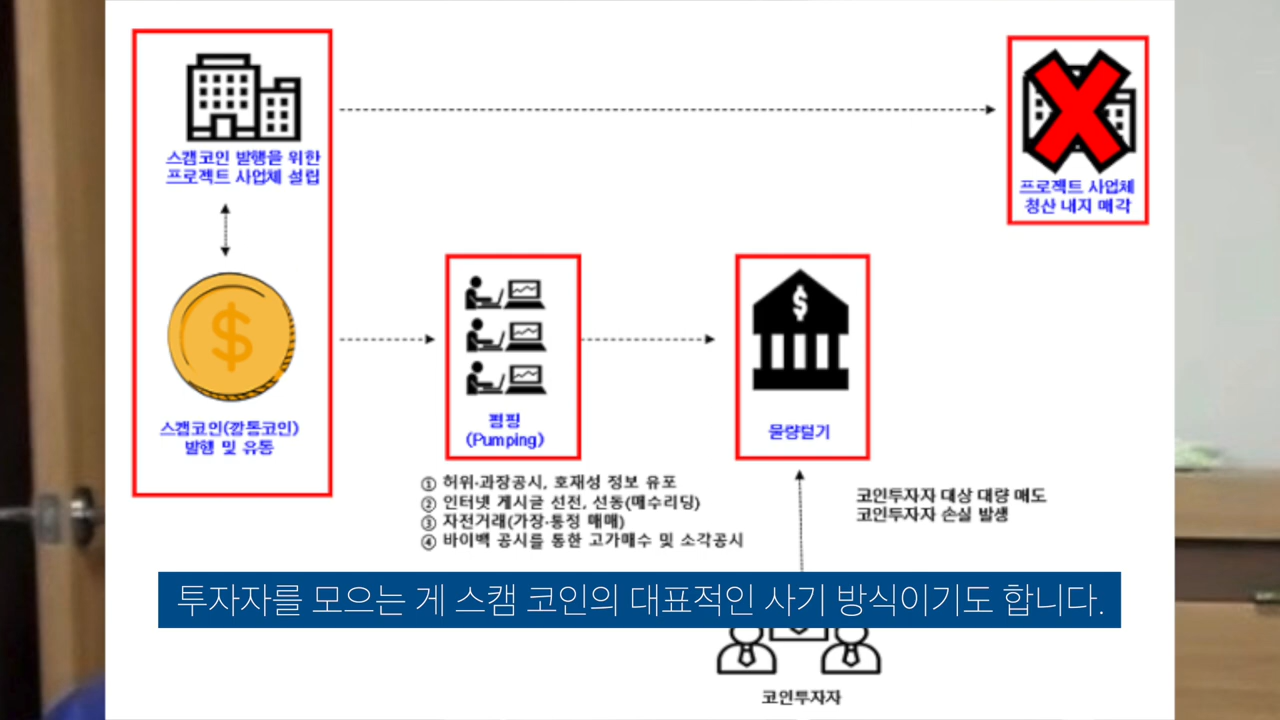 스캠코인 발행을 위한
프로젝트 사업체 설립
프로젝트 사업체
청산 내지 매각
스캠코인(깡통코인)
발행 및 유통
펌핑
(Pumping)
물량털기
① 허위·과장공시, 호재성 정보 유포
② 인터넷 게시글 선전, 선동(매수리딩)
③ 자전거래(가장·통정 매매)
④ 바이백 공시를 통한 고가매수 및 소각공시
코인투자자 대상 대량 매도
코인투자자 손실 발생
투자자를 모으는 게 스캠 코인의 대표적인 사기 방식이기도 합니다.
코인투자자